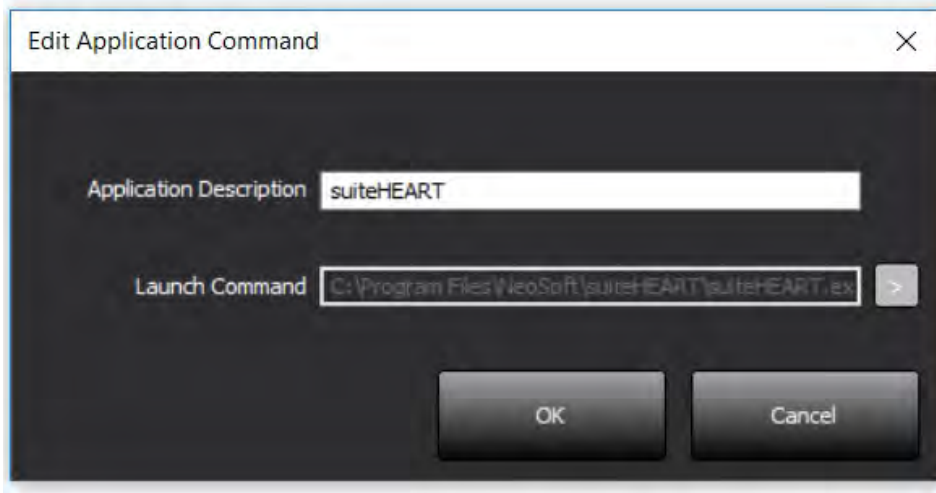 Edit Application Command
Application Description suiteHEART
Launch Command C:\Program Files\NeoSoft\suiteHEART\suiteHEART.ex >
OK Cancel